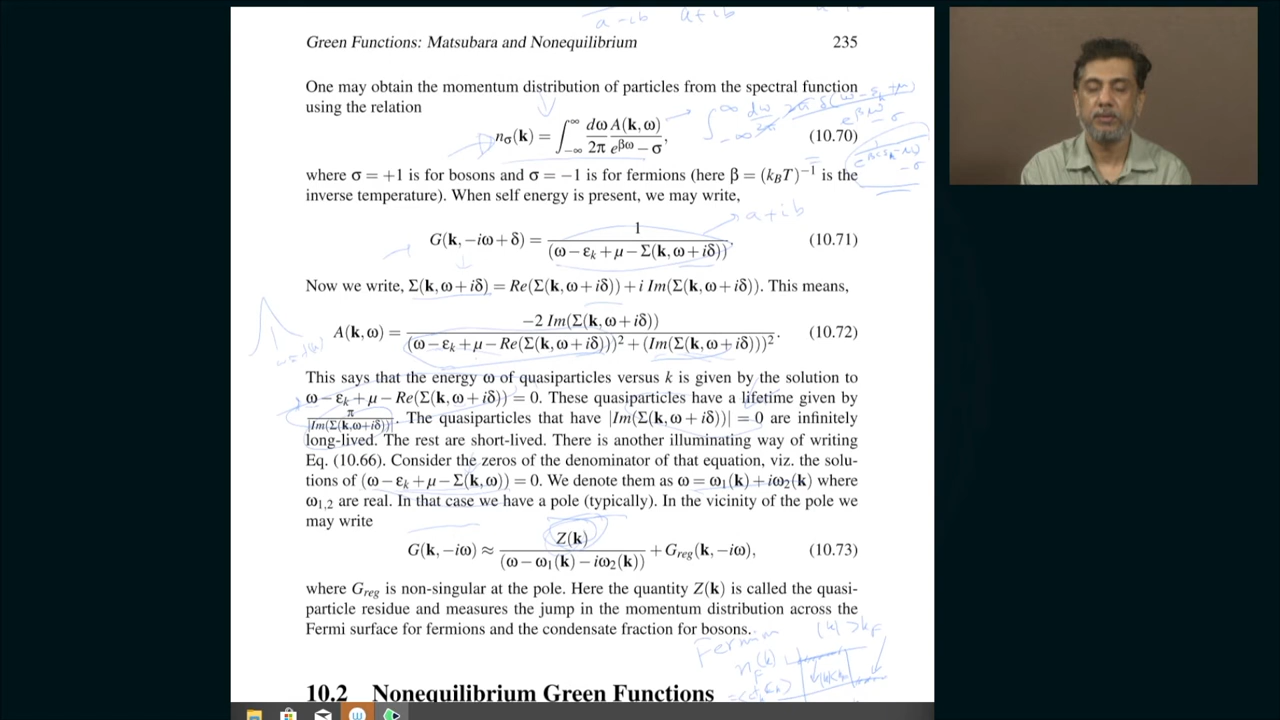 a - ib a + ib
Green Functions: Matsubara and Nonequilibrium 235
One may obtain the momentum distribution of particles from the spectral function
using the relation
nσ(k) = ∫_{−∞}^{∞} dω/2π A(k, ω)/(e^{βω} − σ), (10.70)
where σ = +1 is for bosons and σ = −1 is for fermions (here β = (k_B T)^{−1} is the
inverse temperature). When self energy is present, we may write,
a + ib
G(k, −iω + δ) = 1/(ω − ε_k + μ − Σ(k, ω + iδ)). (10.71)
Now we write, Σ(k, ω + iδ) = Re(Σ(k, ω + iδ)) + i Im(Σ(k, ω + iδ)). This means,
A(k, ω) = −2 Im(Σ(k, ω + iδ))/((ω − ε_k + μ − Re(Σ(k, ω + iδ)))² + (Im(Σ(k, ω + iδ)))²). (10.72)
This says that the energy ω of quasiparticles versus k is given by the solution to
ω − ε_k + μ − Re(Σ(k, ω + iδ)) = 0. These quasiparticles have a lifetime given by
π/|Im(Σ(k,ω+iδ))|. The quasiparticles that have |Im(Σ(k, ω + iδ))| = 0 are infinitely
long-lived. The rest are short-lived. There is another illuminating way of writing
Eq. (10.66). Consider the zeros of the denominator of that equation, viz. the solu-
tions of (ω − ε_k + μ − Σ(k, ω)) = 0. We denote them as ω = ω₁(k) + iω₂(k) where
ω₁,₂ are real. In that case we have a pole (typically). In the vicinity of the pole we
may write
G(k, −iω) ≈ Z(k)/(ω − ω₁(k) − iω₂(k)) + G_reg(k, −iω), (10.73)
where G_reg is non-singular at the pole. Here the quantity Z(k) is called the quasi-
particle residue and measures the jump in the momentum distribution across the
Fermi surface for fermions and the condensate fraction for bosons.
|k| > k_F
10.2 Nonequilibrium Green Functions